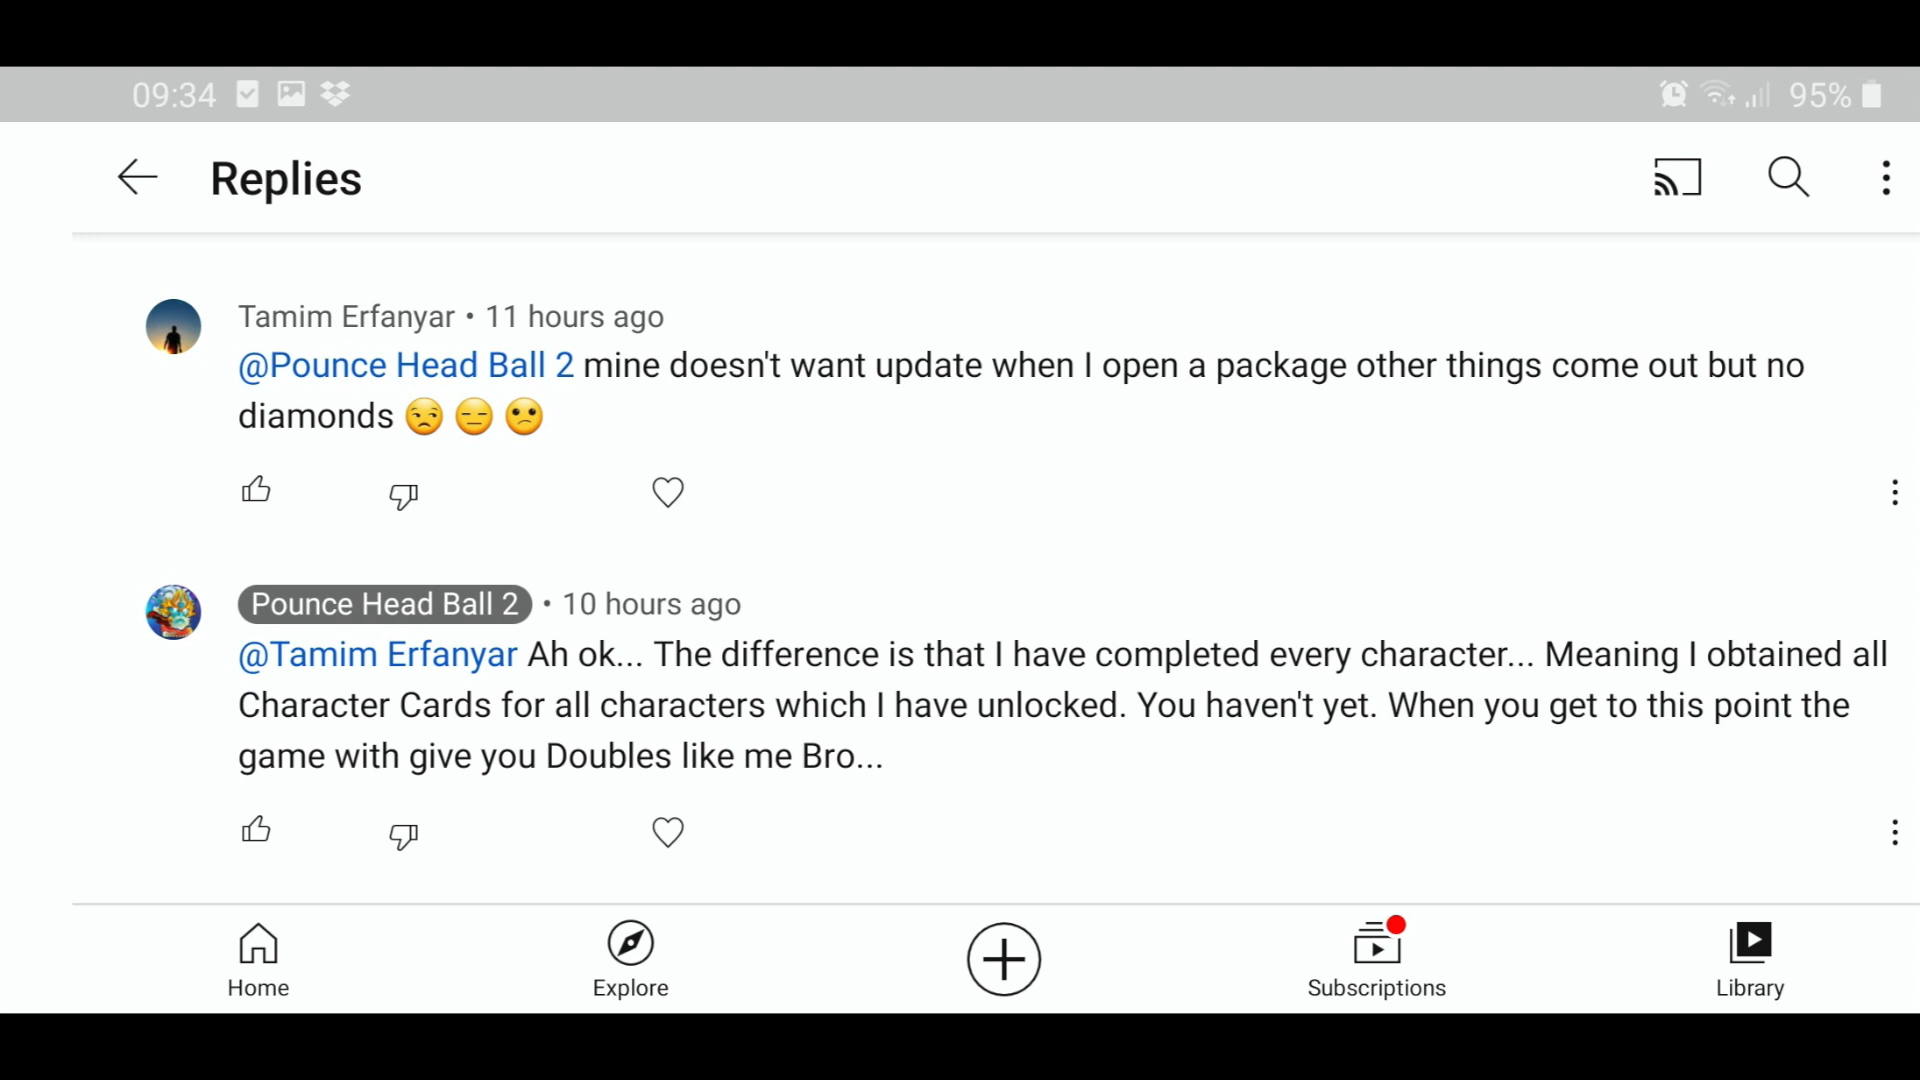 09:34 95%
Replies
Tamim Erfanyar • 11 hours ago
@Pounce Head Ball 2 mine doesn't want update when I open a package other things come out but no
diamonds 😒 😑 🙁
Pounce Head Ball 2 • 10 hours ago
@Tamim Erfanyar Ah ok... The difference is that I have completed every character... Meaning I obtained all
Character Cards for all characters which I have unlocked. You haven't yet. When you get to this point the
game with give you Doubles like me Bro...
Home Explore Subscriptions Library